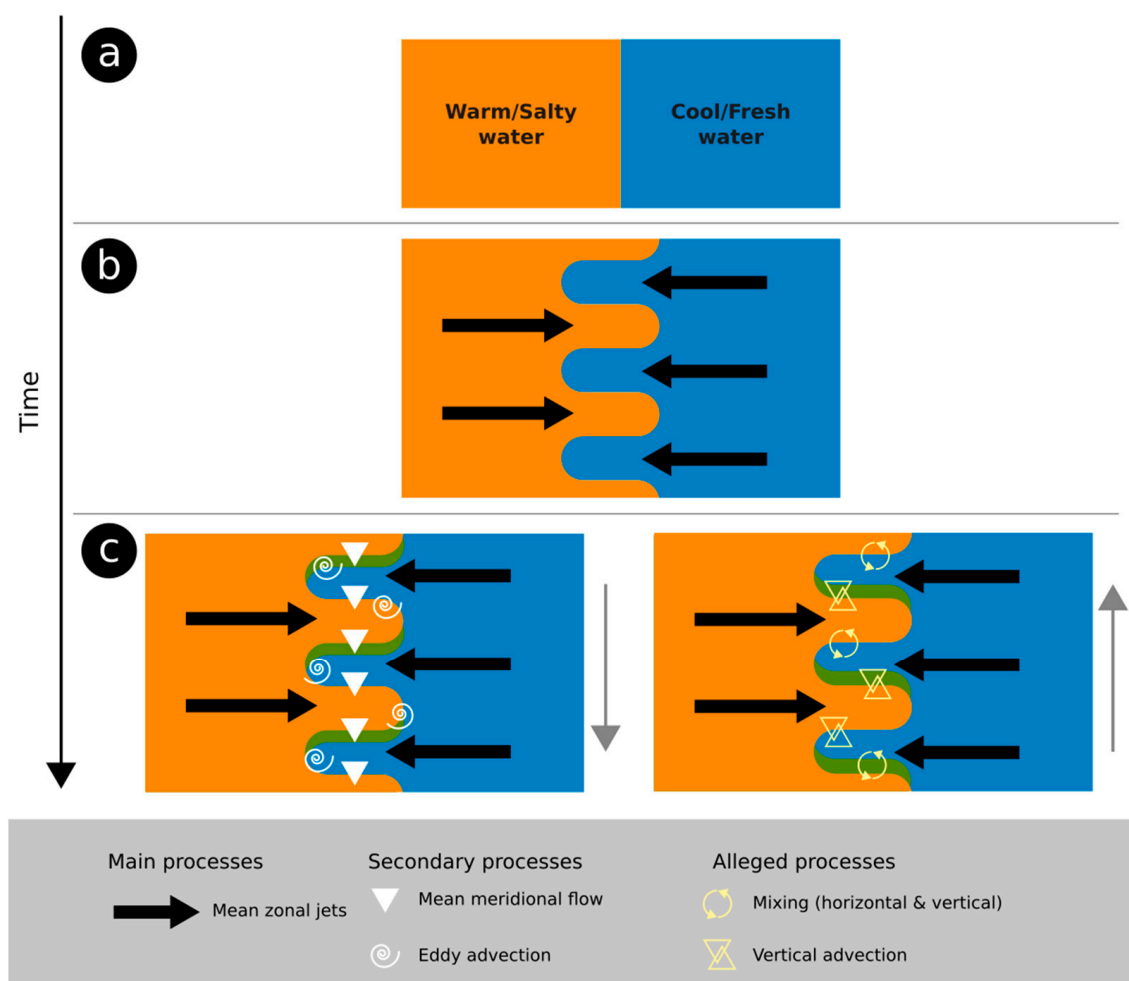 a
Warm/Salty
water
Cool/Fresh
water
b
Time
c
Main processes
Mean zonal jets
Secondary processes
Mean meridional flow
Eddy advection
Alleged processes
Mixing (horizontal & vertical)
Vertical advection